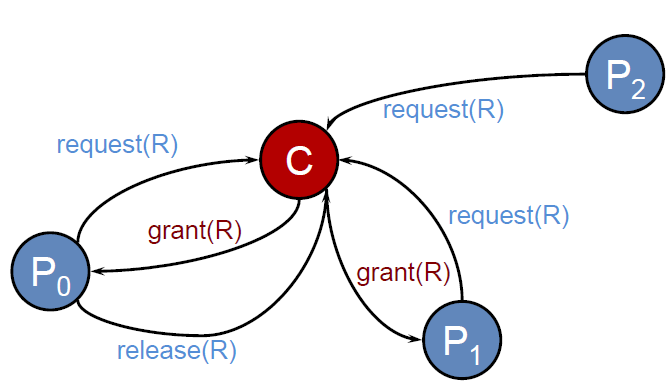 P2
request(R)
request(R)
C
request(R)
grant(R)
P0
grant(R)
release(R)
P1